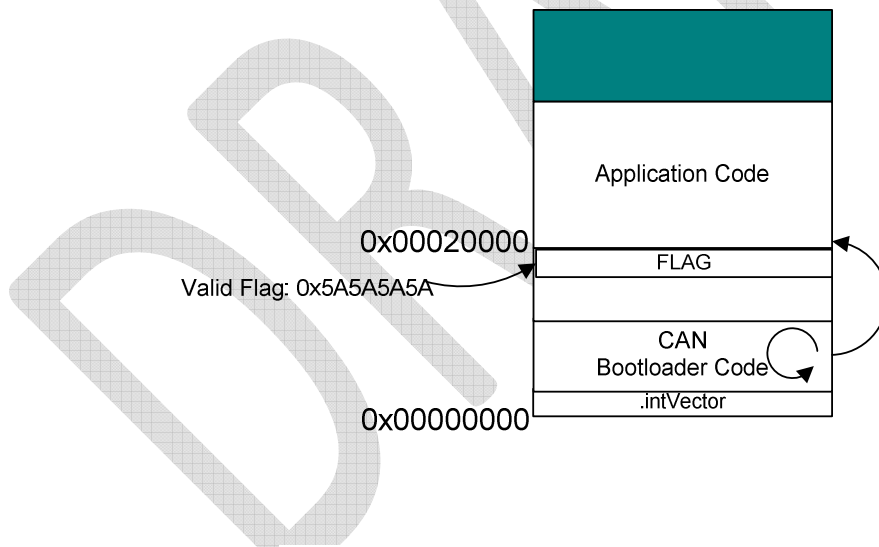 Application Code
0x00020000
FLAG
Valid Flag: 0x5A5A5A5A
CAN
Bootloader Code
.intVector
0x00000000